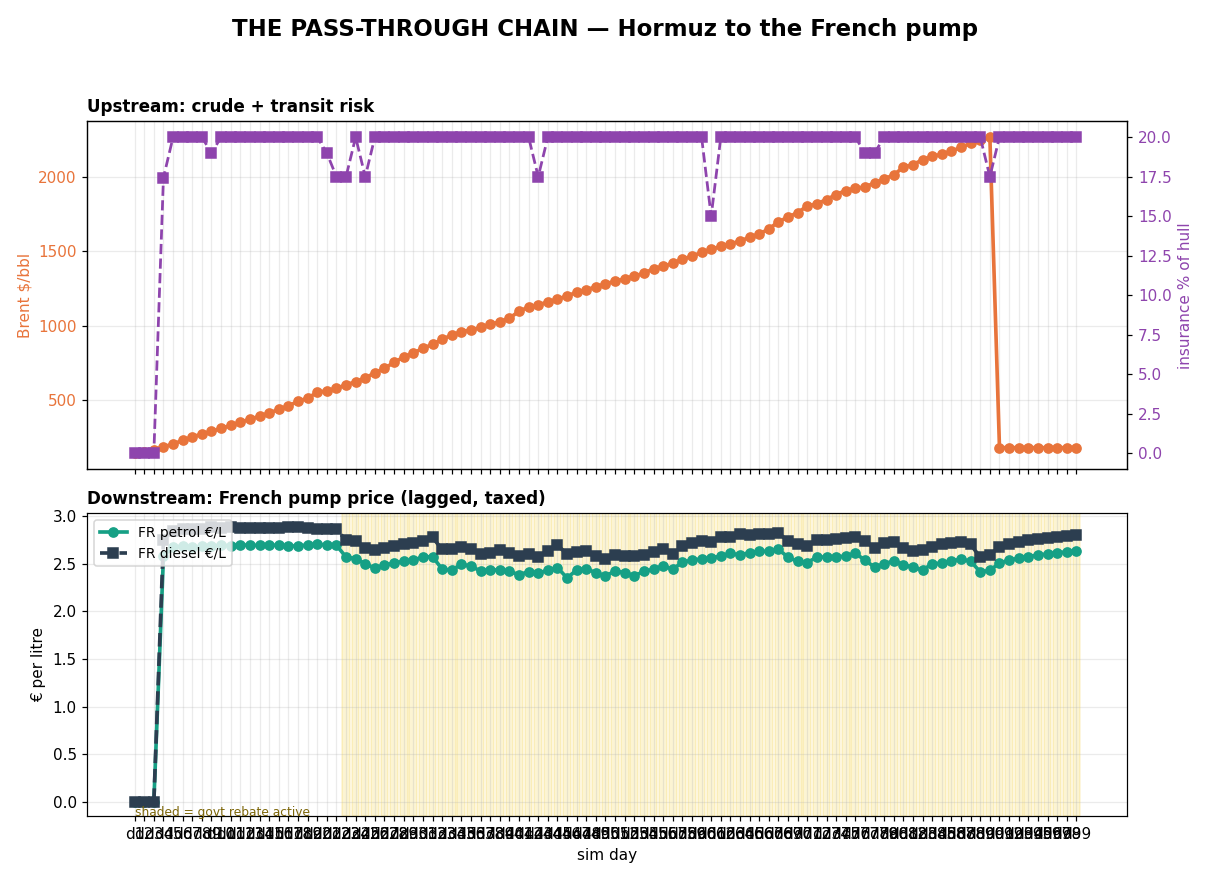 THE PASS-THROUGH CHAIN — Hormuz to the French pump
Upstream: crude + transit risk
Brent $/bbl
2000
1500
1000
500
20.0
17.5
15.0
12.5
10.0
7.5
5.0
2.5
0.0
insurance % of hull
Downstream: French pump price (lagged, taxed)
€ per litre
3.0
2.5
2.0
1.5
1.0
0.5
0.0
FR petrol €/L
FR diesel €/L
shaded = govt rebate active
sim day